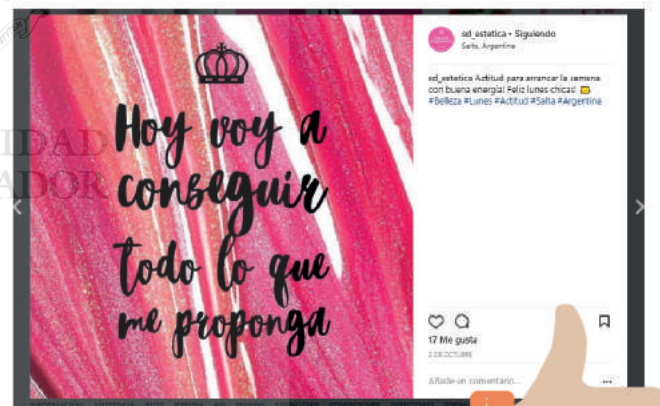 Hoy voy a
conseguir
todo lo que
me proponga
sd_estetica • Siguiendo
Salta, Argentina
sd_estetica Actitud para arrancar la semana
con buena energía! Feliz lunes chicas!
#Belleza #Lunes #Actitud #Salta #Argentina
17 Me gusta
2 DE OCTUBRE
Añade un comentario...
IDAD
ADOR